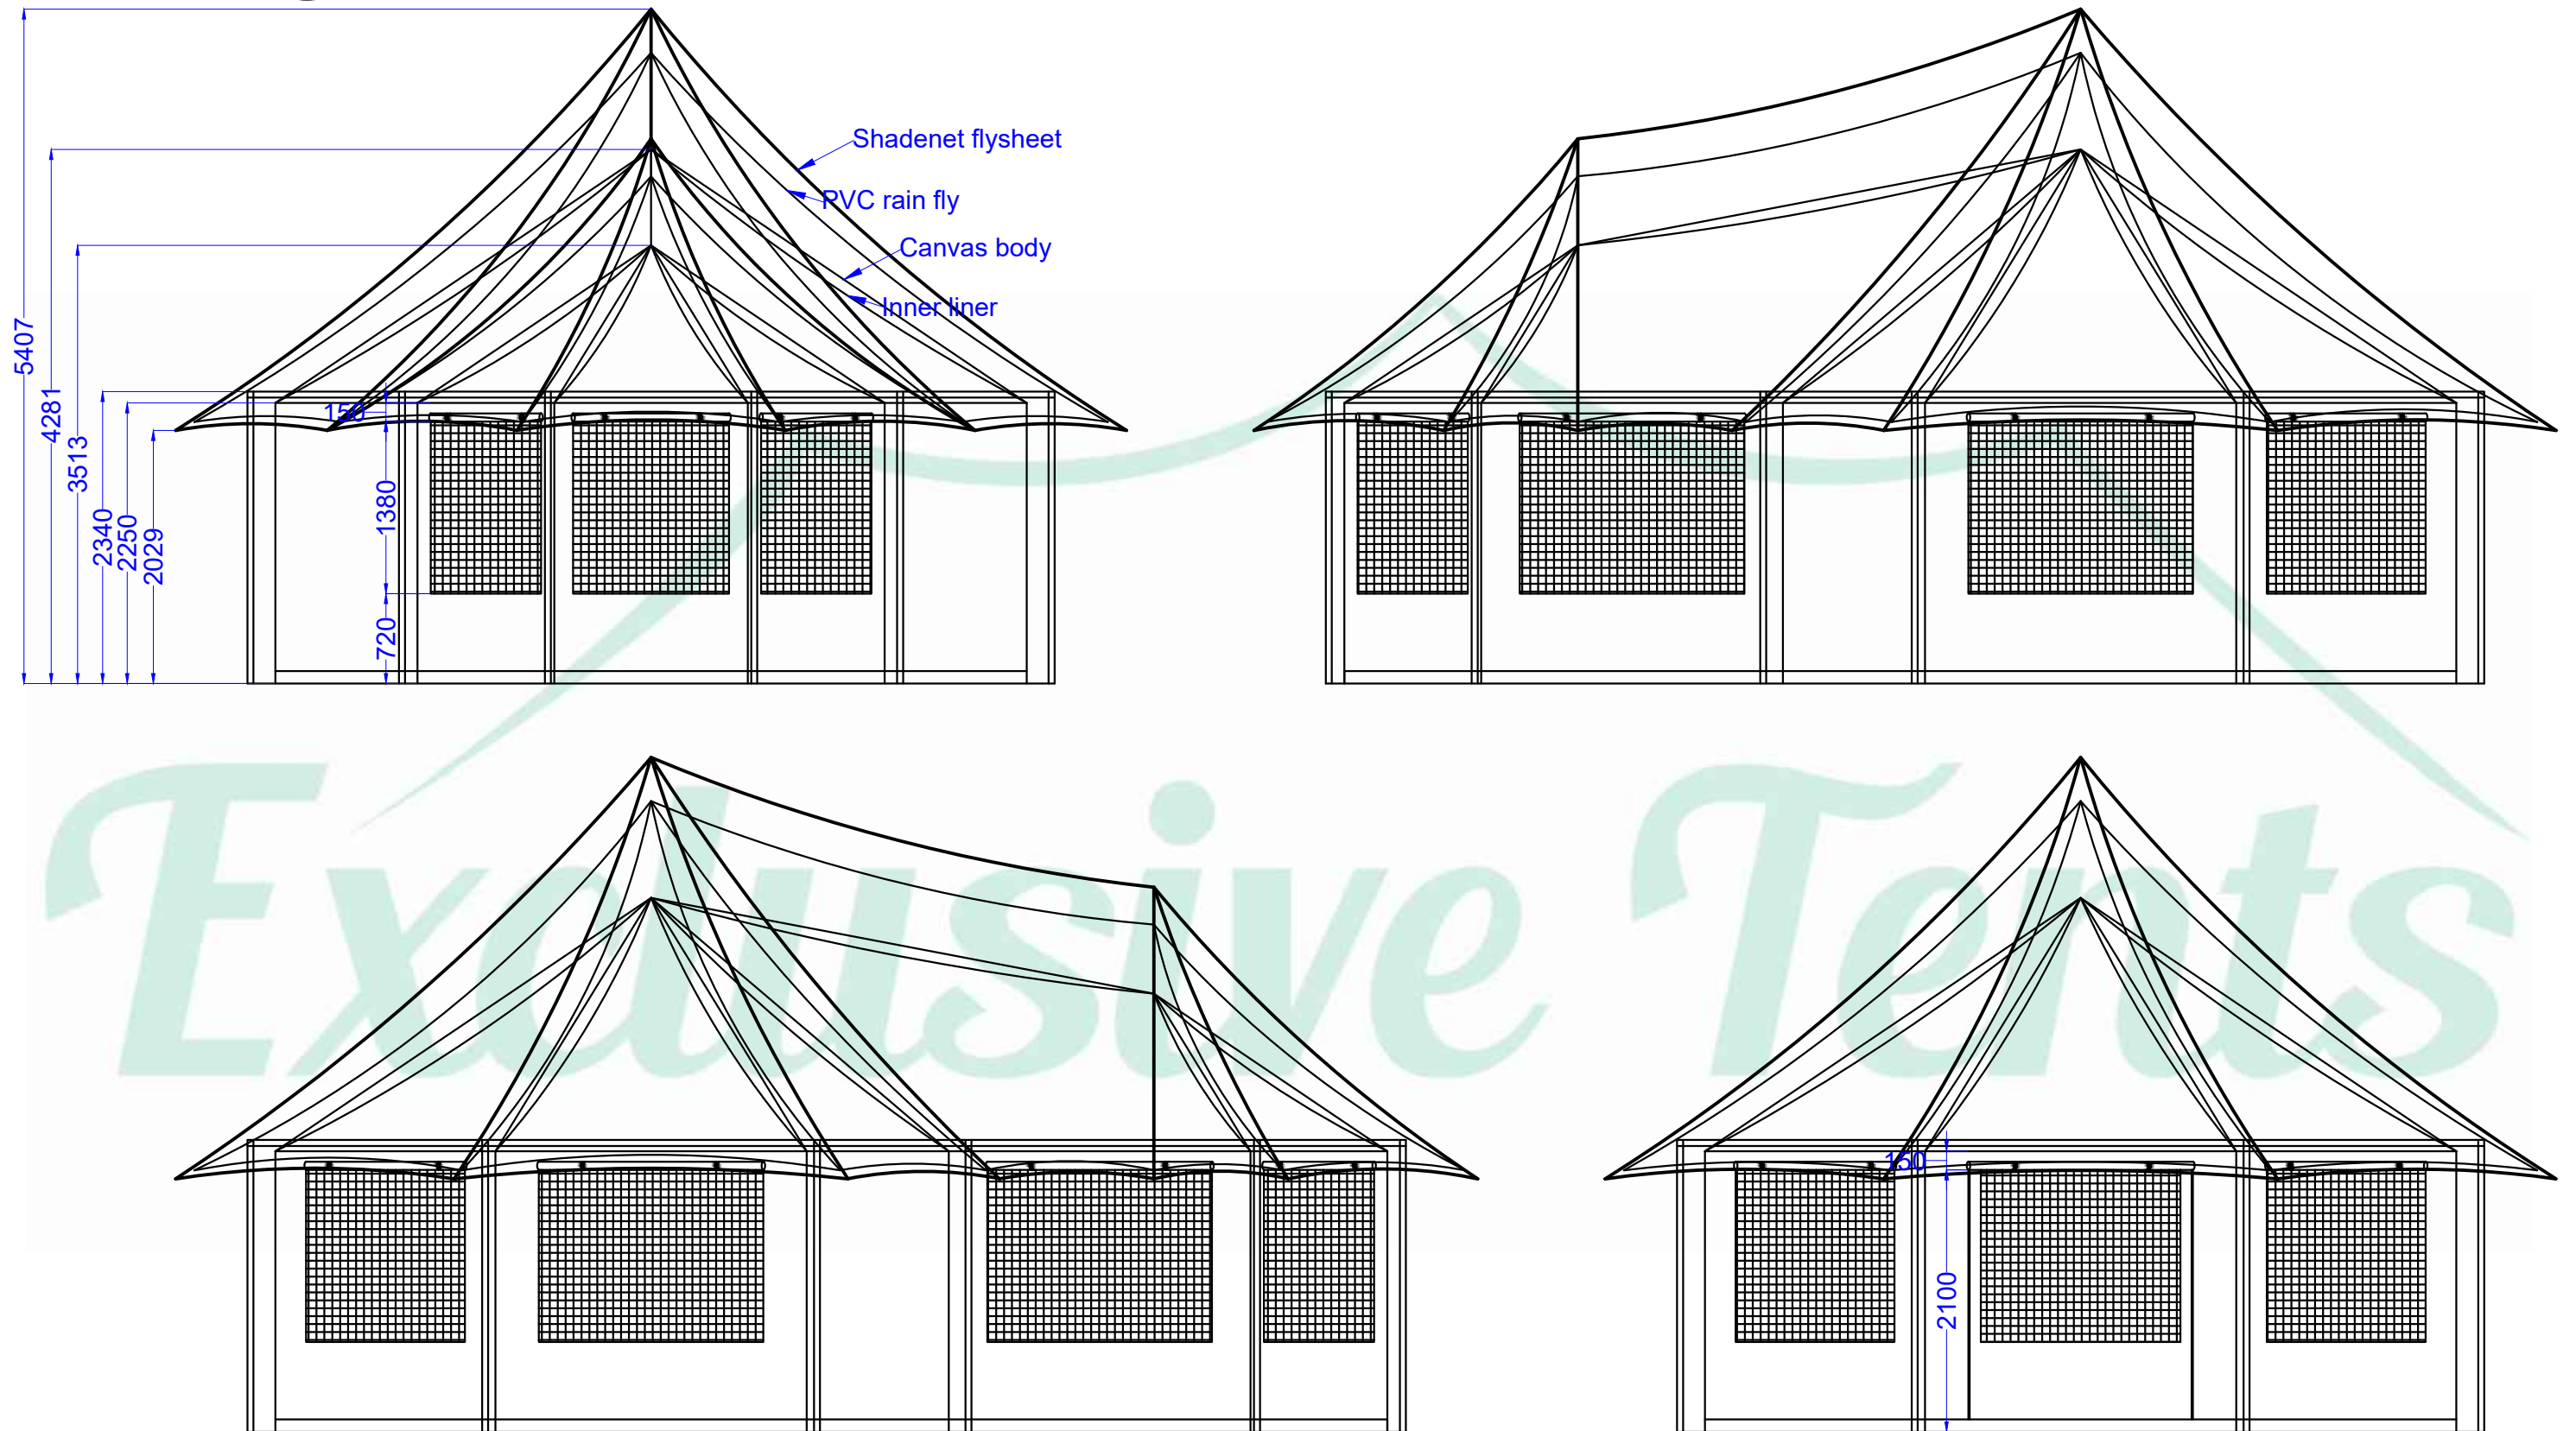 Shadenet flysheet
PVC rain fly
Canvas body
Inner liner
5407
4281
3513
2340
2250
2029
150
1380
720
Exclusive Tents
150
2100